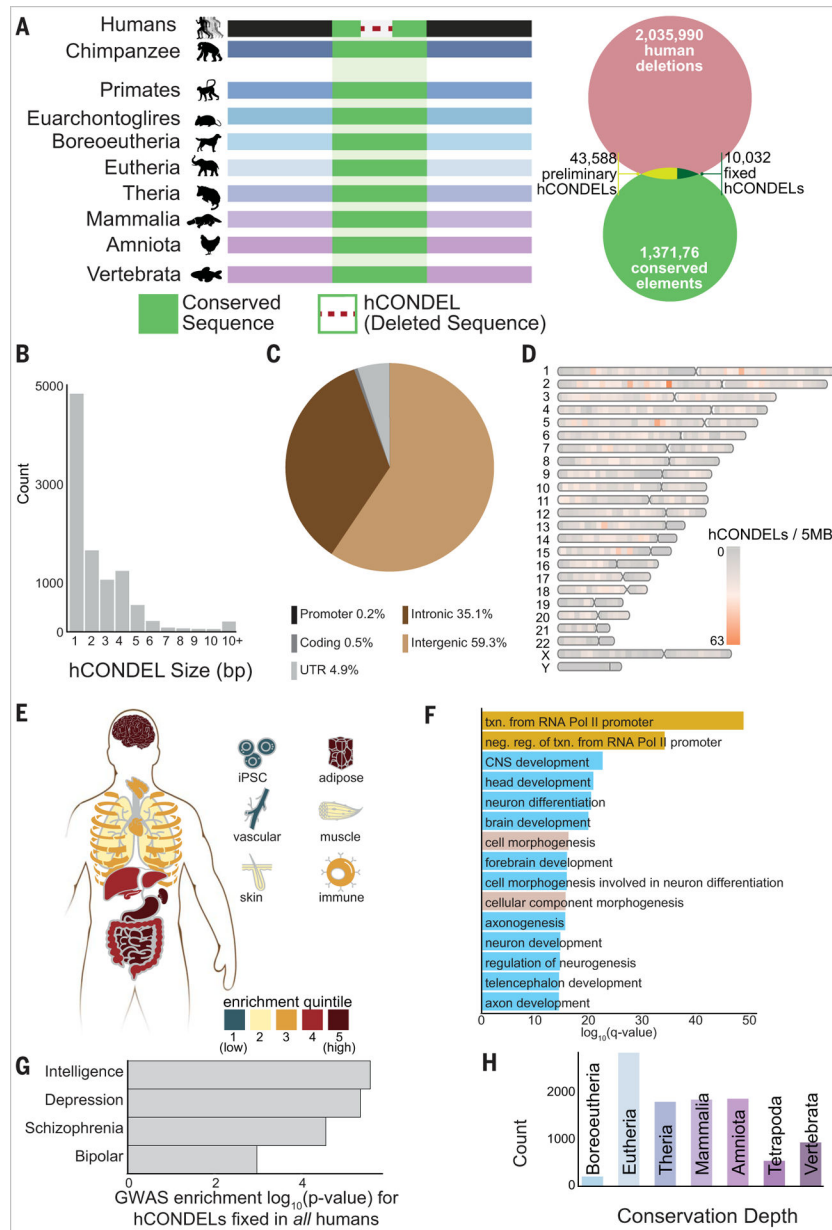 A
Humans
Chimpanzee
Primates
Euarchontoglires
Boreoeutheria
Eutheria
Theria
Mammalia
Amniota
Vertebrata
Conserved
Sequence
hCONDEL
(Deleted Sequence)
2,035,990
human
deletions
43,588
preliminary
hCONDELs
10,032
fixed
hCONDELs
1,371,76
conserved
elements
B
5000
3000
1000
0
Count
1 2 3 4 5 6 7 8 9 10 10+
hCONDEL Size (bp)
C
Promoter 0.2%
Coding 0.5%
UTR 4.9%
Intronic 35.1%
Intergenic 59.3%
D
1
2
3
4
5
6
7
8
9
10
11
12
13
14
15
16
17
18
19
20
21
22
X
Y
hCONDELs / 5MB
0
63
E
iPSC
adipose
vascular
muscle
skin
immune
enrichment quintile
1 2 3 4 5
(low) (high)
F
txn. from RNA Pol II promoter
neg. reg. of txn. from RNA Pol II promoter
CNS development
head development
neuron differentiation
brain development
cell morphogenesis
forebrain development
cell morphogenesis involved in neuron differentiation
cellular component morphogenesis
axonogenesis
neuron development
regulation of neurogenesis
telencephalon development
axon development
0 10 20 30 40 50
log10(q-value)
G
Intelligence
Depression
Schizophrenia
Bipolar
0 2 4 6
GWAS enrichment log10(p-value) for
hCONDELs fixed in all humans
H
2000
1000
0
Count
Boreoeutheria
Eutheria
Theria
Mammalia
Amniota
Tetrapoda
Vertebrata
Conservation Depth